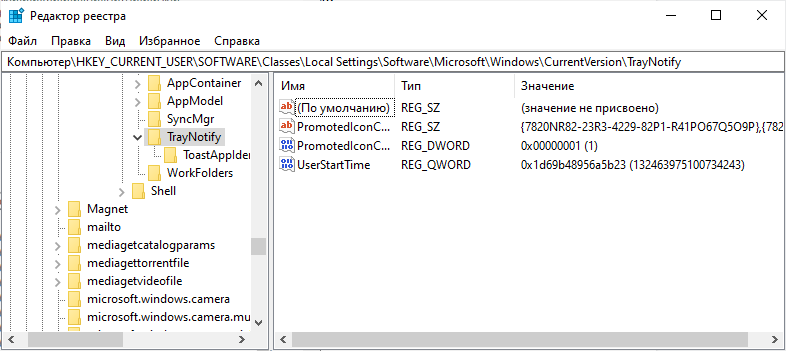 Редактор реестра
Файл Правка Вид Избранное Справка
Компьютер\HKEY_CURRENT_USER\SOFTWARE\Classes\Local Settings\Software\Microsoft\Windows\CurrentVersion\TrayNotify
AppContainer
AppModel
SyncMgr
TrayNotify
ToastAppIder
WorkFolders
Shell
Magnet
mailto
mediagetcatalogparams
mediagettorrentfile
mediagetvideofile
microsoft.windows.camera
microsoft.windows.camera.mu
Имя Тип Значение
(По умолчанию) REG_SZ (значение не присвоено)
PromotedIconC... REG_SZ {7820NR82-23R3-4229-82P1-R41PO67Q5O9P},{782
PromotedIconC... REG_DWORD 0x00000001 (1)
UserStartTime REG_QWORD 0x1d69b48956a5b23 (132463975100734243)